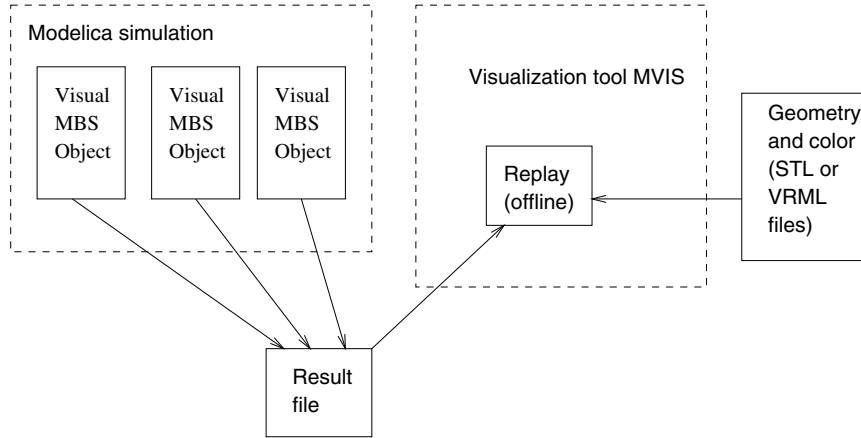 Modelica simulation
Visual
MBS
Object
Visual
MBS
Object
Visual
MBS
Object
Visualization tool MVIS
Replay
(offline)
Geometry
and color
(STL or
VRML
files)
Result
file